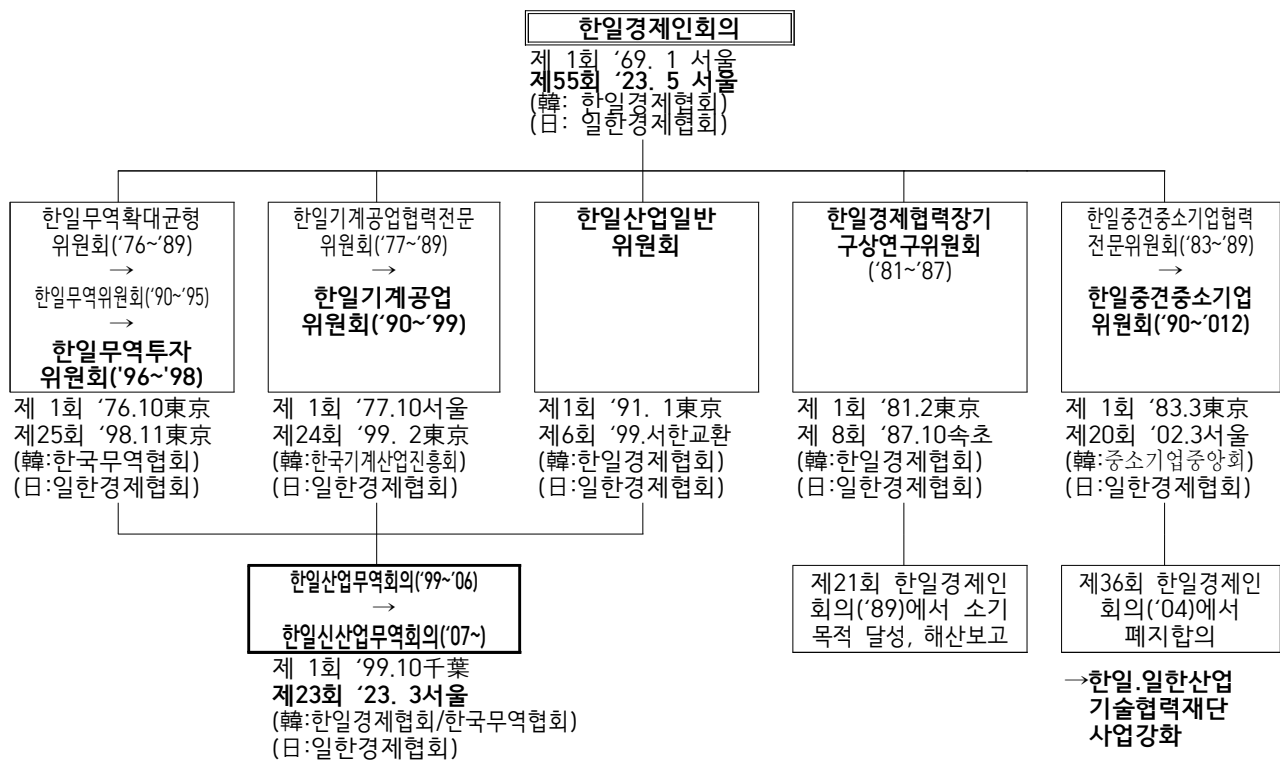 한일경제인회의
제 1회 ‘69. 1 서울
제55회 ‘23. 5 서울
(韓: 한일경제협회)
(日: 일한경제협회)
한일무역확대균형
위원회(‘76~‘89)
→
한일무역위원회(‘90~‘95)
→
한일무역투자
위원회('96~'98)
제 1회 ‘76.10東京
제25회 ‘98.11東京
(韓:한국무역협회)
(日:일한경제협회)
한일기계공업협력전문
위원회(‘77~‘89)
→
한일기계공업
위원회(‘90~‘99)
제 1회 ‘77.10서울
제24회 ‘99. 2東京
(韓:한국기계산업진흥회)
(日:일한경제협회)
한일산업일반
위원회
제1회 ‘91. 1東京
제6회 ‘99.서한교환
(韓:한일경제협회)
(日:일한경제협회)
한일경제협력장기
구상연구위원회
(‘81~‘87)
제 1회 ‘81.2東京
제 8회 ‘87.10속초
(韓:한일경제협회)
(日:일한경제협회)
한일중견중소기업협력
전문위원회(‘83~‘89)
→
한일중견중소기업
위원회(‘90~’012)
제 1회 ‘83.3東京
제20회 ‘02.3서울
(韓:중소기업중앙회)
(日:일한경제협회)
한일산업무역회의(‘99~‘06)
→
한일신산업무역회의(‘07~)
제 1회 ‘99.10千葉
제23회 ‘23. 3서울
(韓:한일경제협회/한국무역협회)
(日:일한경제협회)
제21회 한일경제인
회의(‘89)에서 소기
목적 달성, 해산보고
제36회 한일경제인
회의(‘04)에서
폐지합의
→한일.일한산업
기술협력재단
사업강화